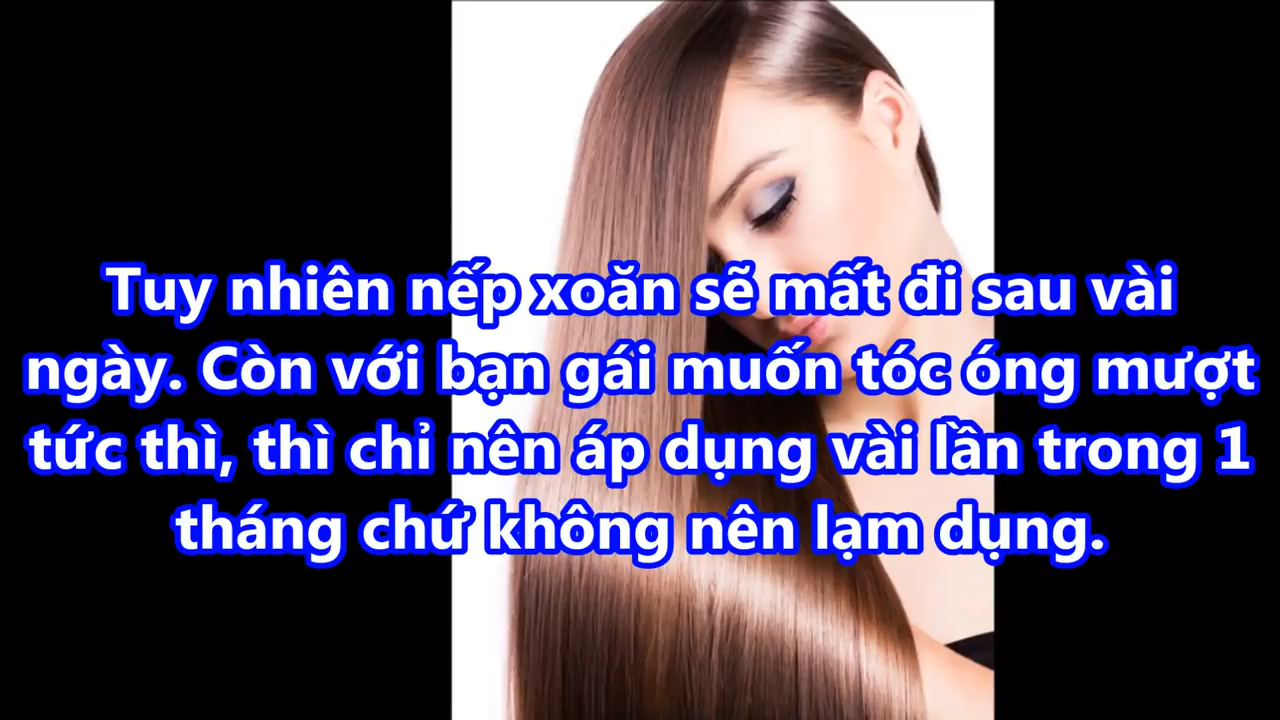 Tuy nhiên nếp xoăn sẽ mất đi sau vài
ngày. Còn với bạn gái muốn tóc óng mượt
tức thì, thì chỉ nên áp dụng vài lần trong 1
tháng chứ không nên lạm dụng.